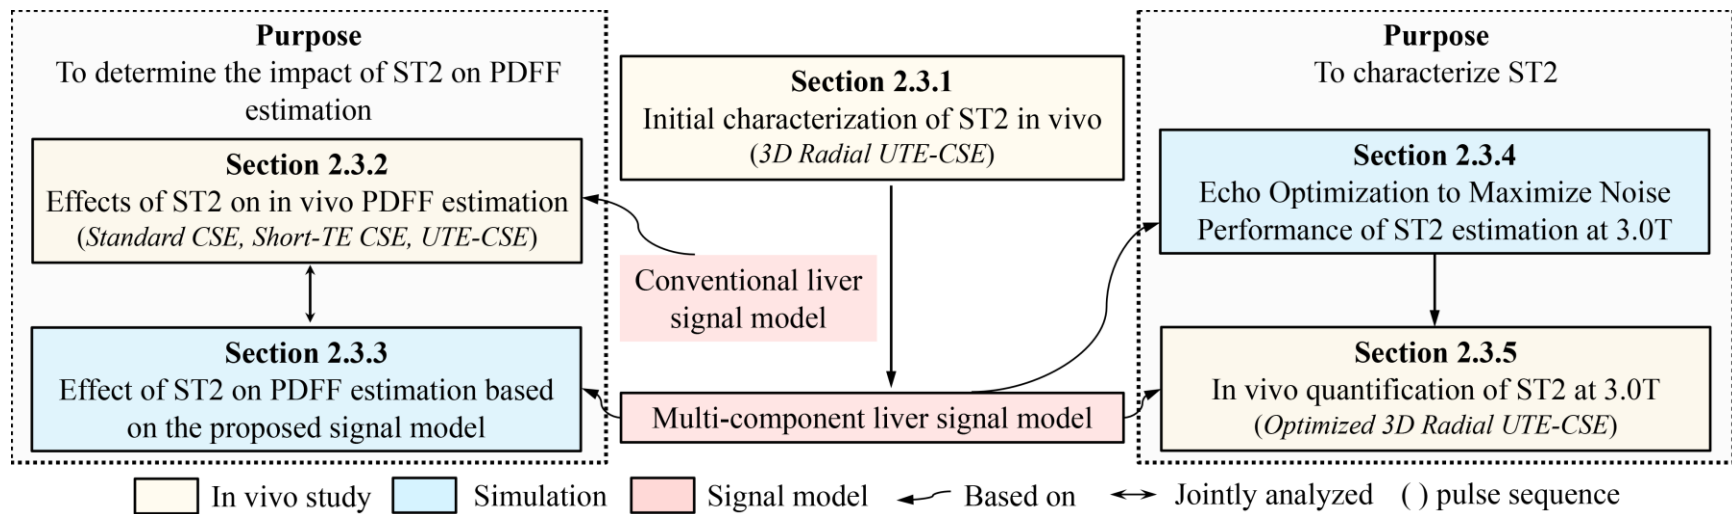 Purpose
To determine the impact of ST2 on PDFF
estimation
Section 2.3.2
Effects of ST2 on in vivo PDFF estimation
(Standard CSE, Short-TE CSE, UTE-CSE)
Section 2.3.3
Effect of ST2 on PDFF estimation based
on the proposed signal model
Section 2.3.1
Initial characterization of ST2 in vivo
(3D Radial UTE-CSE)
Conventional liver
signal model
Multi-component liver signal model
Purpose
To characterize ST2
Section 2.3.4
Echo Optimization to Maximize Noise
Performance of ST2 estimation at 3.0T
Section 2.3.5
In vivo quantification of ST2 at 3.0T
(Optimized 3D Radial UTE-CSE)
In vivo study Simulation Signal model Based on Jointly analyzed ( ) pulse sequence